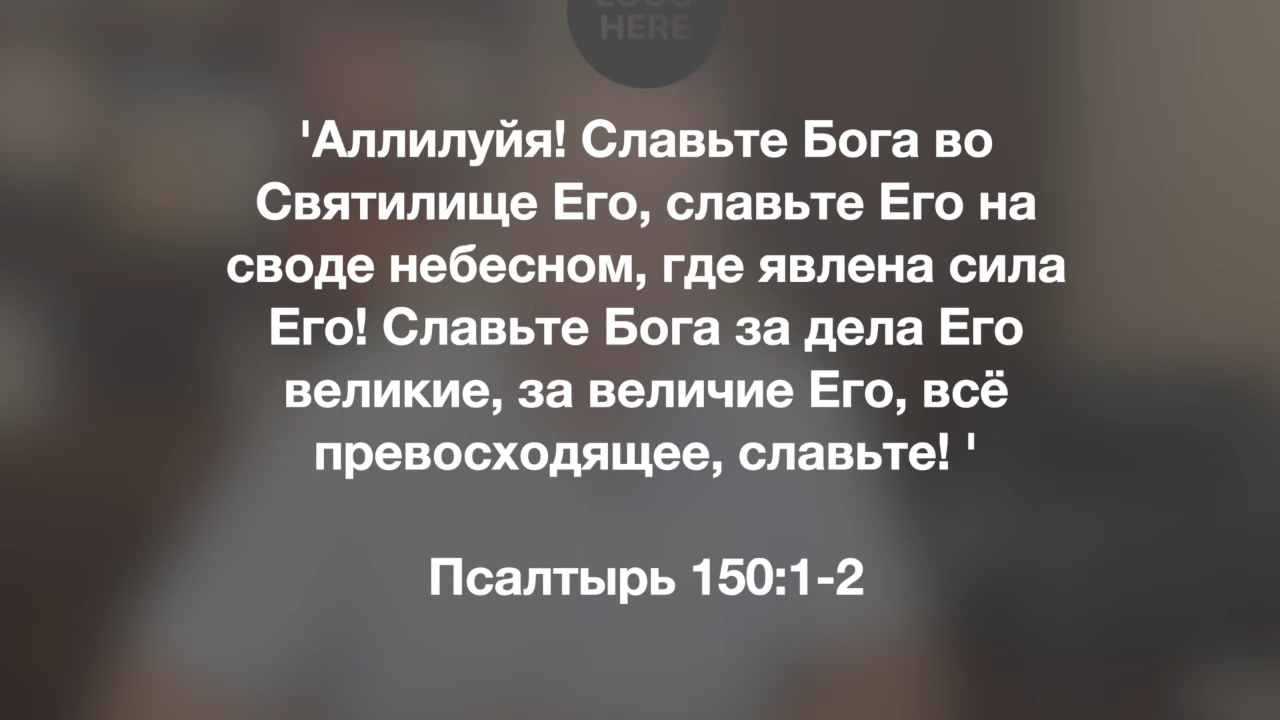 HERE
'Аллилуйя! Славьте Бога во
Святилище Его, славьте Его на
своде небесном, где явлена сила
Его! Славьте Бога за дела Его
великие, за величие Его, всё
превосходящее, славьте! '
Псалтырь 150:1-2